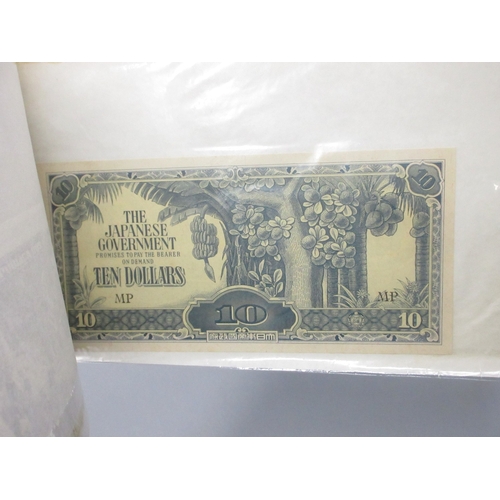 10
10
THE
JAPANESE
GOVERNMENT
PROMISES TO PAY THE BEARER
ON DEMAND
TEN DOLLARS
MP
MP
10
10
10